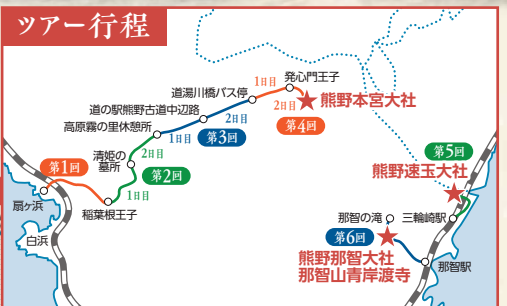 ツアー行程
1日目
発心門王子
道湯川橋バス停
熊野本宮大社
2日目
第4回
道の駅熊野古道中辺路
2日目
高原霧の里休憩所
1日目
第3回
第5回
清姫の
墓所
2日目
第1回
第2回
熊野速玉大社
1日目
扇ヶ浜
稲葉根王子
那智の滝
三輪崎駅
白浜
第6回
熊野那智大社
那智山青岸渡寺
那智駅